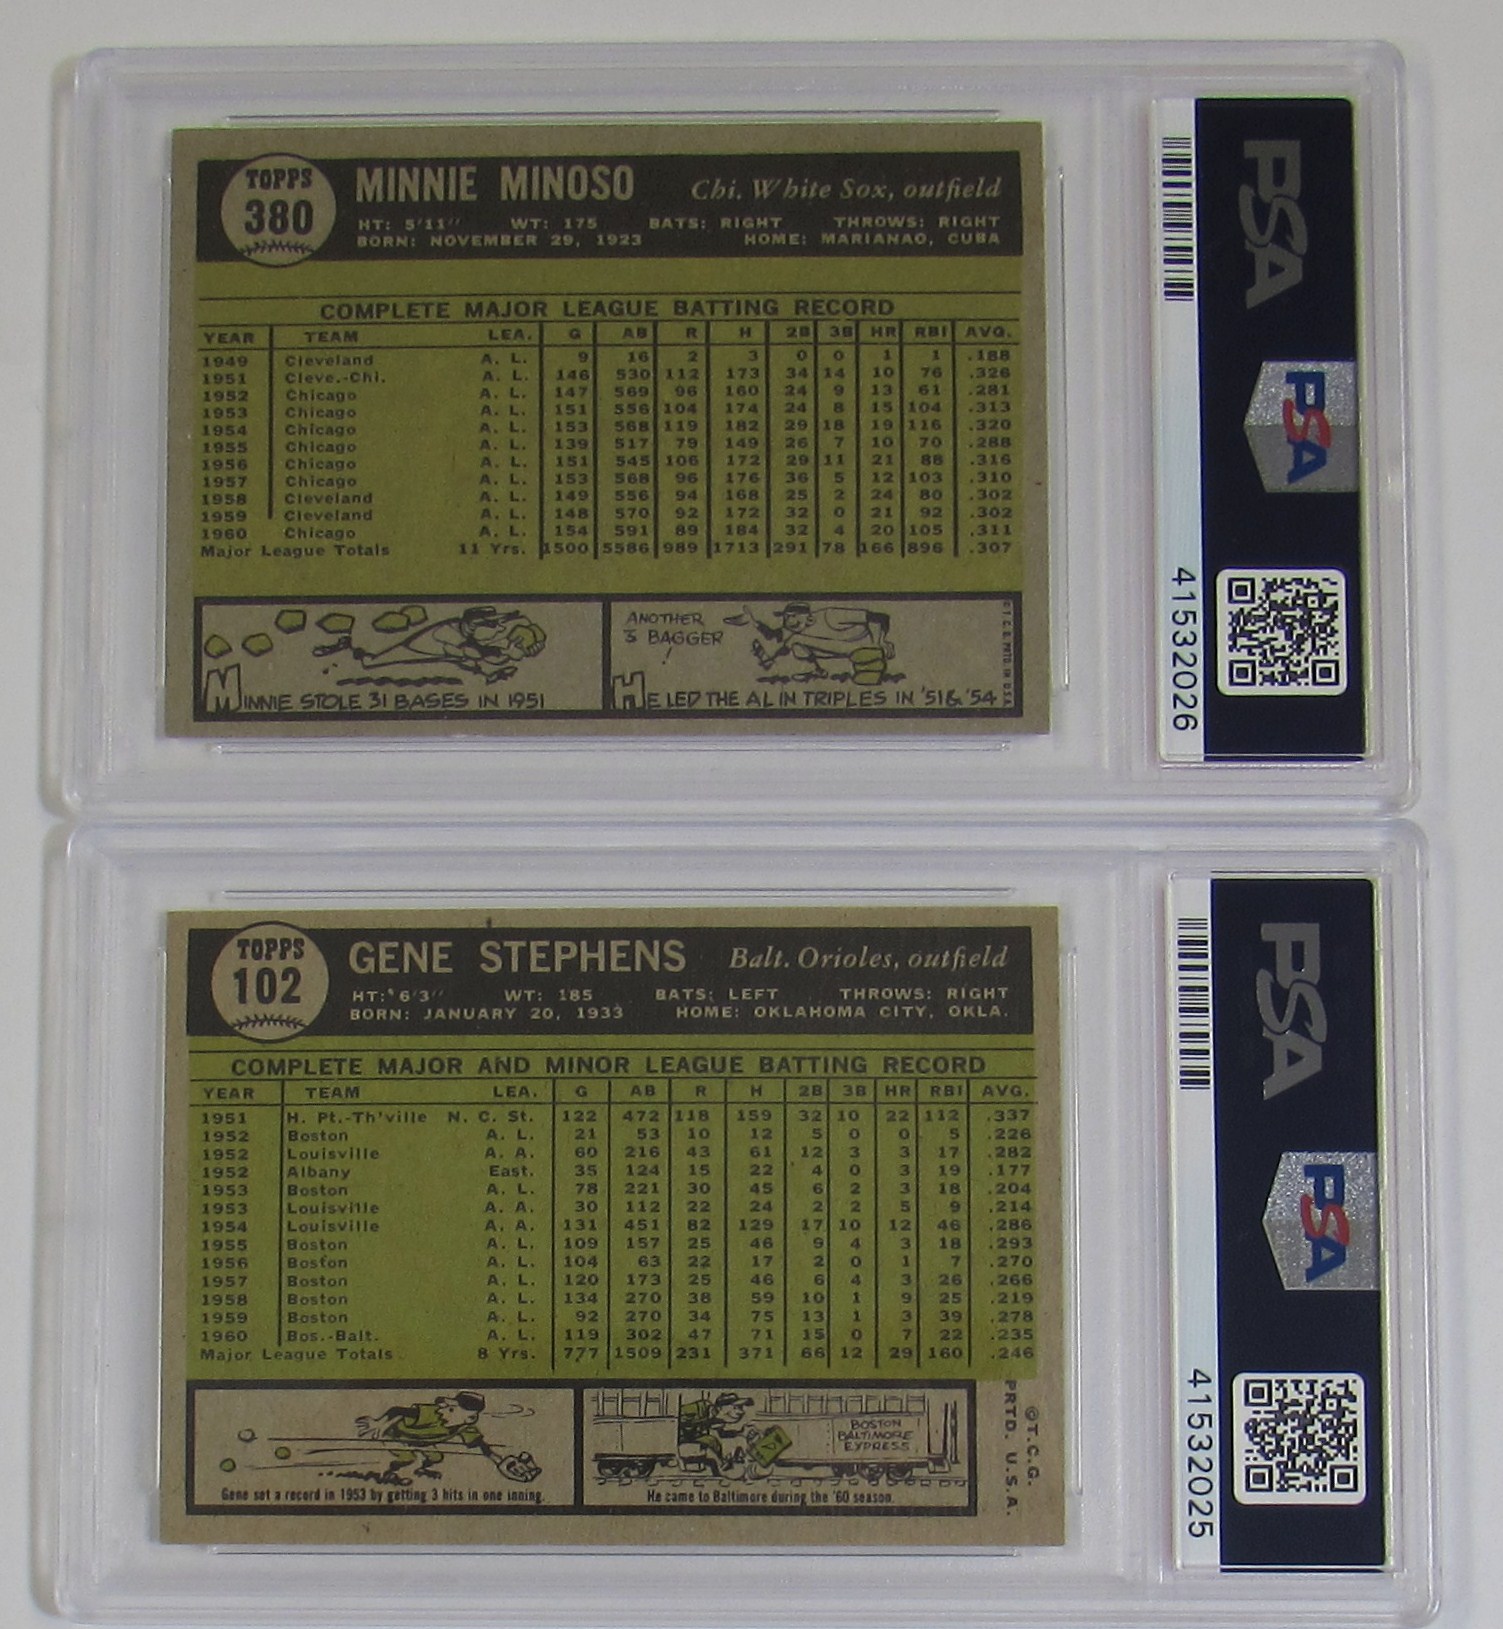 TOPPS
380
MINNIE MINOSO Chi. White Sox, outfield
HT: 5'11" WT: 175 BATS: RIGHT THROWS: RIGHT
BORN: NOVEMBER 29, 1923 HOME: MARIANAO, CUBA
COMPLETE MAJOR LEAGUE BATTING RECORD
YEAR TEAM LEA. G AB R H 2B 3B HR RBI AVG.
1949 Cleveland A. L. 9 16 2 3 0 0 1 1 .188
1951 Cleve.-Chi. A. L. 146 530 112 173 34 14 10 76 .326
1952 Chicago A. L. 147 569 96 160 24 9 13 61 .281
1953 Chicago A. L. 151 556 104 174 24 8 15 104 .313
1954 Chicago A. L. 153 568 119 182 29 18 19 116 .320
1955 Chicago A. L. 139 517 79 149 26 7 10 70 .288
1956 Chicago A. L. 151 545 106 172 29 11 21 88 .316
1957 Chicago A. L. 153 568 96 176 36 5 12 103 .310
1958 Cleveland A. L. 149 556 94 168 25 2 24 80 .302
1959 Cleveland A. L. 148 570 92 172 32 0 21 92 .302
1960 Chicago A. L. 154 591 89 184 32 4 20 105 .311
Major League Totals 11 Yrs. 1500 5586 989 1713 291 78 166 896 .307
MINNIE STOLE 31 BASES IN 1951
ANOTHER
3 BAGGER
!
HE LED THE AL IN TRIPLES IN '51 & '54
©T.C.G. PRTD. IN U.S.A.
PSA
PSA
41532026
TOPPS
102
GENE STEPHENS Balt. Orioles, outfield
HT: 6'3" WT: 185 BATS: LEFT THROWS: RIGHT
BORN: JANUARY 20, 1933 HOME: OKLAHOMA CITY, OKLA.
COMPLETE MAJOR AND MINOR LEAGUE BATTING RECORD
YEAR TEAM LEA. G AB R H 2B 3B HR RBI AVG.
1951 H. Pt.-Th'ville N. C. St. 122 472 118 159 32 10 22 112 .337
1952 Boston A. L. 21 53 10 12 5 0 0 5 .226
1952 Louisville A. A. 60 216 43 61 12 3 3 17 .282
1952 Albany East. 35 124 15 22 4 0 3 19 .177
1953 Boston A. L. 78 221 30 45 6 2 3 18 .204
1953 Louisville A. A. 30 112 22 24 2 2 5 9 .214
1954 Louisville A. A. 131 451 82 129 17 10 12 46 .286
1955 Boston A. L. 109 157 25 46 9 4 3 18 .293
1956 Boston A. L. 104 63 22 17 2 0 1 7 .270
1957 Boston A. L. 120 173 25 46 6 4 3 26 .266
1958 Boston A. L. 134 270 38 59 10 1 9 25 .219
1959 Boston A. L. 92 270 34 75 13 1 3 39 .278
1960 Bos.-Balt. A. L. 119 302 47 71 15 0 7 22 .235
Major League Totals 8 Yrs. 777 1509 231 371 66 12 29 160 .246
Gene set a record in 1953 by getting 3 hits in one inning.
BOSTON
BALTIMORE
EXPRESS
He came to Baltimore during the '60 season.
©T.C.G.
PRTD. U.S.A.
PSA
PSA
41532025